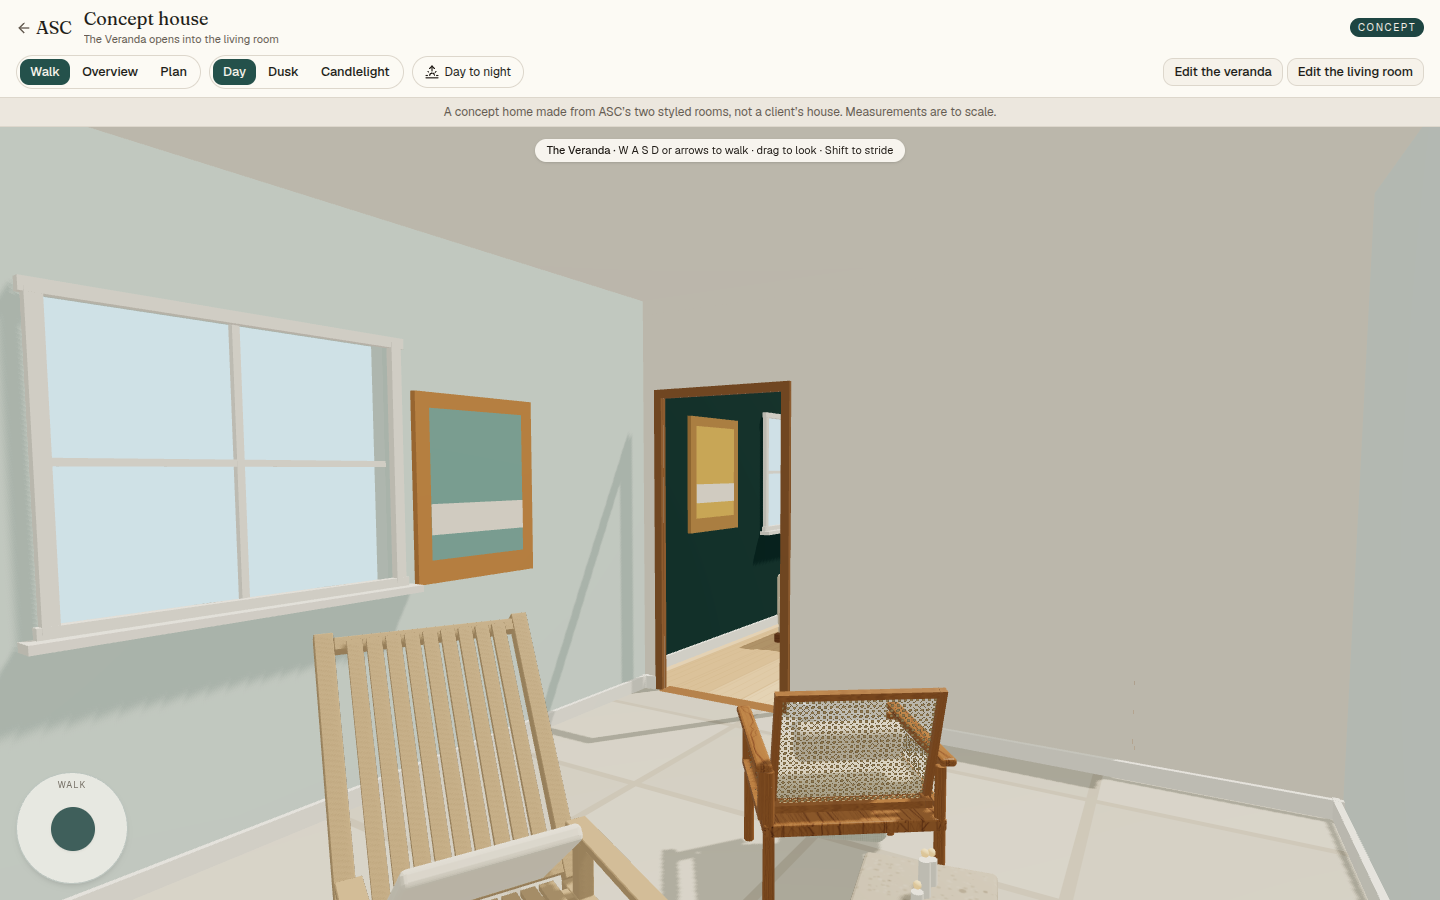 ASC
Concept house
The Veranda opens into the living room
CONCEPT
Walk Overview Plan
Day Dusk Candlelight
Day to night
Edit the veranda
Edit the living room
A concept home made from ASC's two styled rooms, not a client's house. Measurements are to scale.
The Veranda · W A S D or arrows to walk · drag to look · Shift to stride
WALK